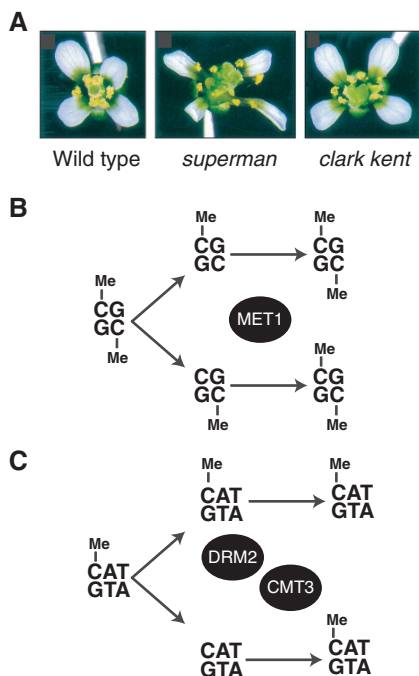 A
Wild type
superman
clark kent
B
Me
CG
GC
Me
Me
CG
GC
Me
CG
GC
Me
MET1
CG
GC
Me
Me
CG
GC
Me
C
Me
CAT
GTA
Me
CAT
GTA
Me
CAT
GTA
DRM2
CMT3
CAT
GTA
Me
CAT
GTA